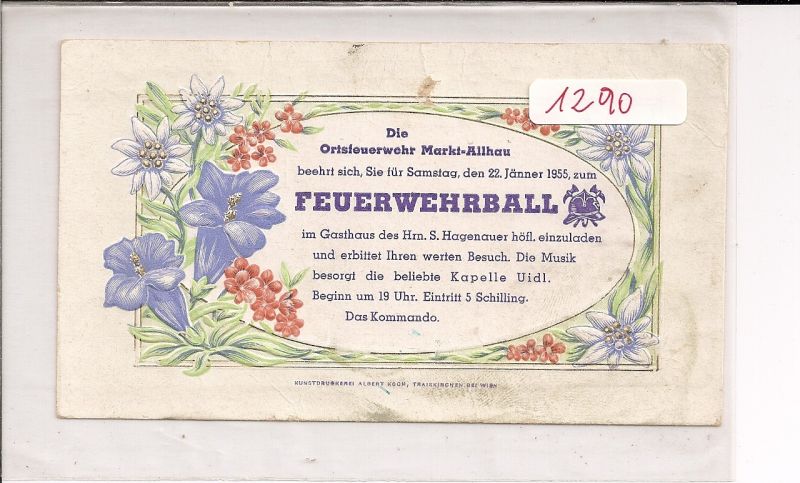 1290
Die
Ortsfeuerwehr Markt-Allhau
beehrt sich, Sie für Samstag, den 22. Jänner 1955, zum
FEUERWEHRBALL
im Gasthaus des Hrn. S. Hagenauer höfl. einzuladen
und erbittet Ihren werten Besuch. Die Musik
besorgt die beliebte Kapelle Uidl.
Beginn um 19 Uhr. Eintritt 5 Schilling.
Das Kommando.
KUNSTDRUCKEREI ALBERT KOCH, TRAISKIRCHEN BEI WIEN